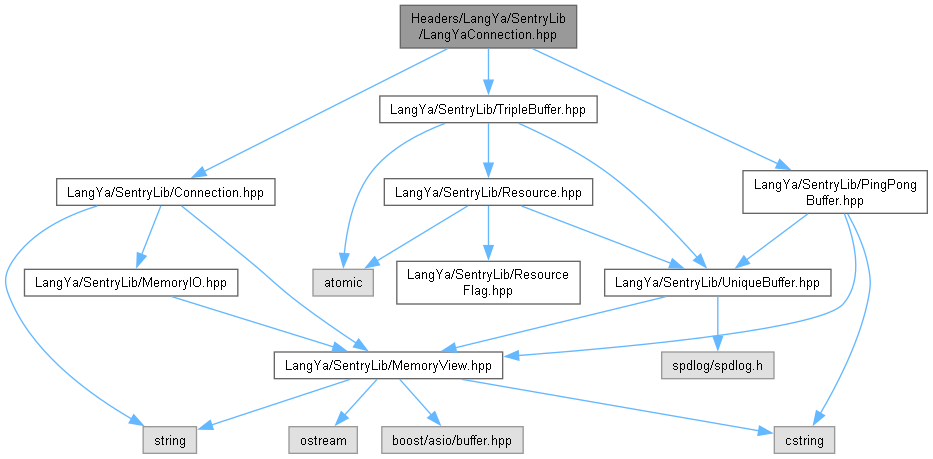 Headers/LangYa/SentryLib
/LangYaConnection.hpp
LangYa/SentryLib/TripleBuffer.hpp
LangYa/SentryLib/Connection.hpp
LangYa/SentryLib/Resource.hpp
LangYa/SentryLib/PingPong
Buffer.hpp
LangYa/SentryLib/MemoryIO.hpp
atomic
LangYa/SentryLib/Resource
Flag.hpp
LangYa/SentryLib/UniqueBuffer.hpp
LangYa/SentryLib/MemoryView.hpp
spdlog/spdlog.h
string
ostream
boost/asio/buffer.hpp
cstring